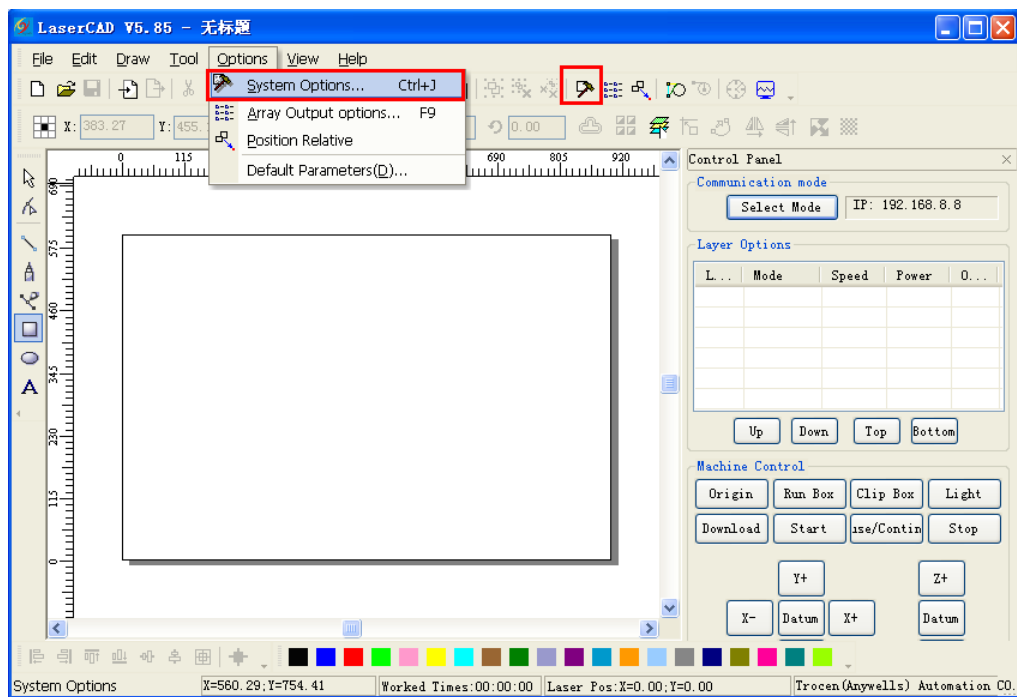 LaserCAD V5.85 - 无标题
File Edit Draw Tool Options View Help
System Options... Ctrl+J
Array Output options... F9
Position Relative
Default Parameters(D)...
X: 383.27 Y: 455. 0.00
0 115 690 805 920
690
575
460
345
230
115
0
Control Panel
Communication mode
Select Mode IP: 192.168.8.8
Layer Options
L... Mode Speed Power O...
Up Down Top Bottom
Machine Control
Origin Run Box Clip Box Light
Download Start ise/Contin Stop
Y+ Z+
X- Datum X+ Datum
System Options X=560.29;Y=754.41 Worked Times:00:00:00 Laser Pos:X=0.00;Y=0.00 Trocen(Anywells) Automation CO.